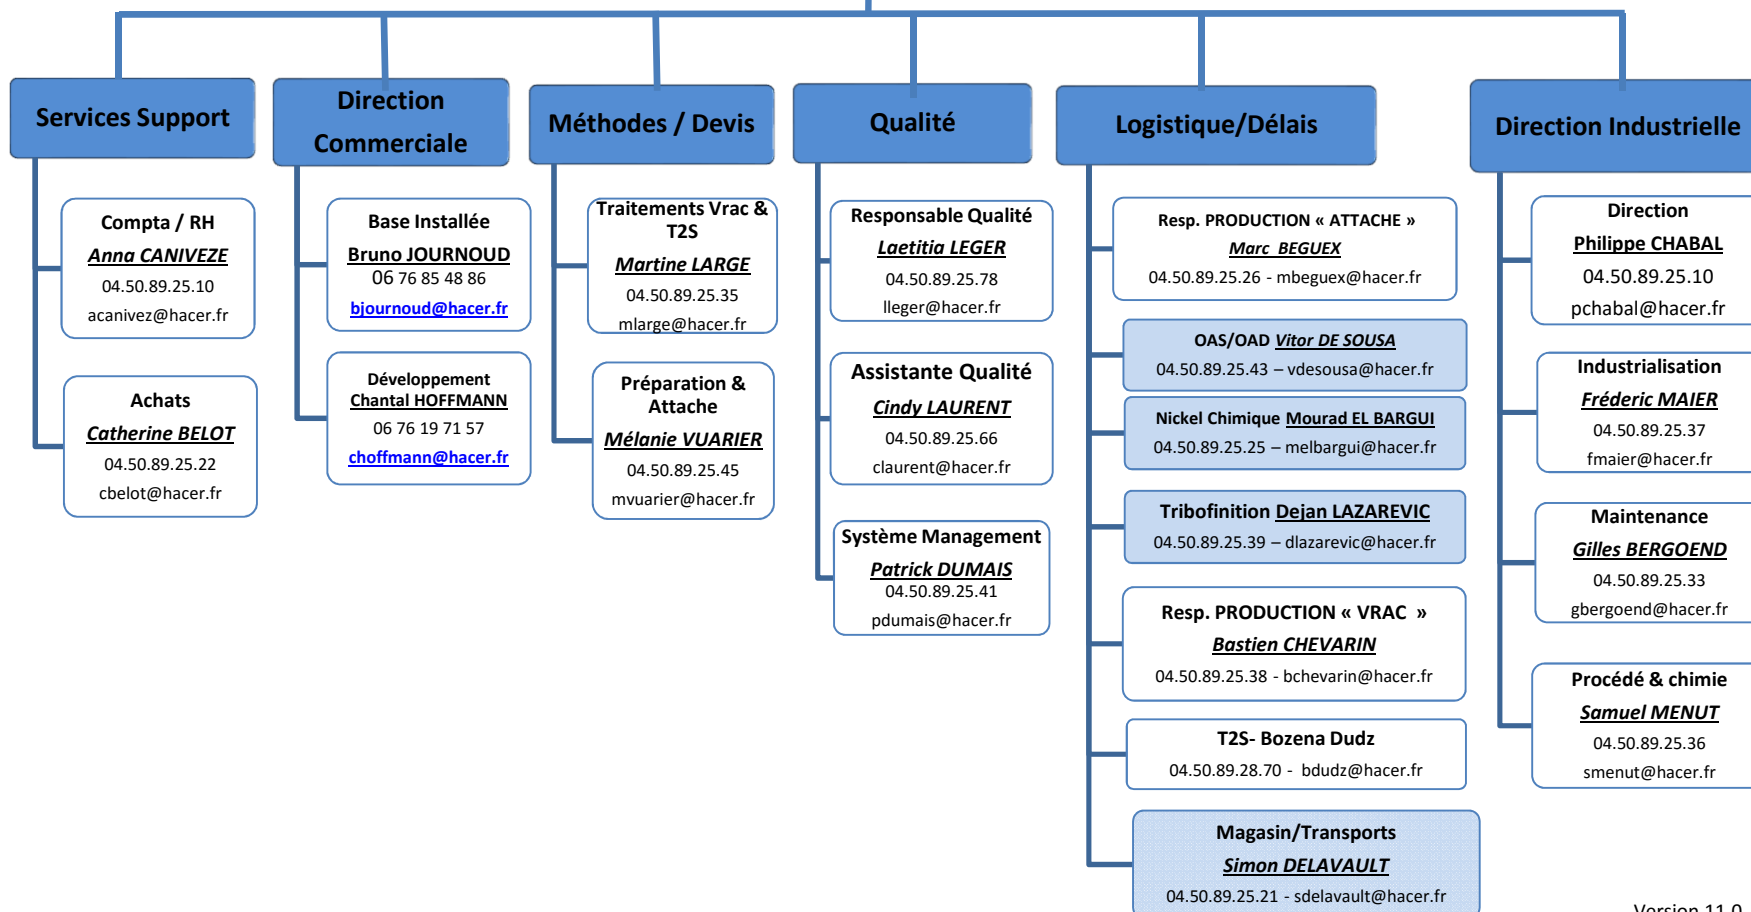 Services Support
Compta / RH
Anna CANIVEZE
04.50.89.25.10
acanivez@hacer.fr
Achats
Catherine BELOT
04.50.89.25.22
cbelot@hacer.fr
Direction
Commerciale
Base Installée
Bruno JOURNOUD
06 76 85 48 86
bjournoud@hacer.fr
Développement
Chantal HOFFMANN
06 76 19 71 57
choffmann@hacer.fr
Méthodes / Devis
Traitements Vrac &
T2S
Martine LARGE
04.50.89.25.35
mlarge@hacer.fr
Préparation &
Attache
Mélanie VUARIER
04.50.89.25.45
mvuarier@hacer.fr
Qualité
Responsable Qualité
Laetitia LEGER
04.50.89.25.78
lleger@hacer.fr
Assistante Qualité
Cindy LAURENT
04.50.89.25.66
claurent@hacer.fr
Système Management
Patrick DUMAIS
04.50.89.25.41
pdumais@hacer.fr
Logistique/Délais
Resp. PRODUCTION « ATTACHE »
Marc BEGUEX
04.50.89.25.26 - mbeguex@hacer.fr
OAS/OAD Vitor DE SOUSA
04.50.89.25.43 – vdesousa@hacer.fr
Nickel Chimique Mourad EL BARGUI
04.50.89.25.25 – melbargui@hacer.fr
Tribofinition Dejan LAZAREVIC
04.50.89.25.39 – dlazarevic@hacer.fr
Resp. PRODUCTION « VRAC »
Bastien CHEVARIN
04.50.89.25.38 - bchevarin@hacer.fr
T2S- Bozena Dudz
04.50.89.28.70 - bdudz@hacer.fr
Magasin/Transports
Simon DELAVAULT
04.50.89.25.21 - sdelavault@hacer.fr
Direction Industrielle
Direction
Philippe CHABAL
04.50.89.25.10
pchabal@hacer.fr
Industrialisation
Fréderic MAIER
04.50.89.25.37
fmaier@hacer.fr
Maintenance
Gilles BERGOEND
04.50.89.25.33
gbergoend@hacer.fr
Procédé & chimie
Samuel MENUT
04.50.89.25.36
smenut@hacer.fr
Version 11.0